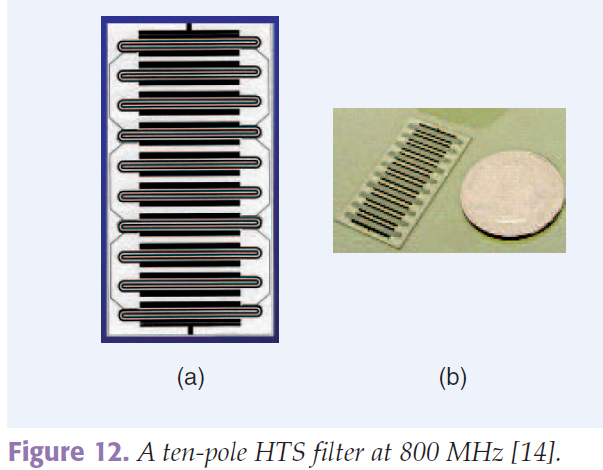 (a)
(b)
Figure 12. A ten-pole HTS filter at 800 MHz [14].